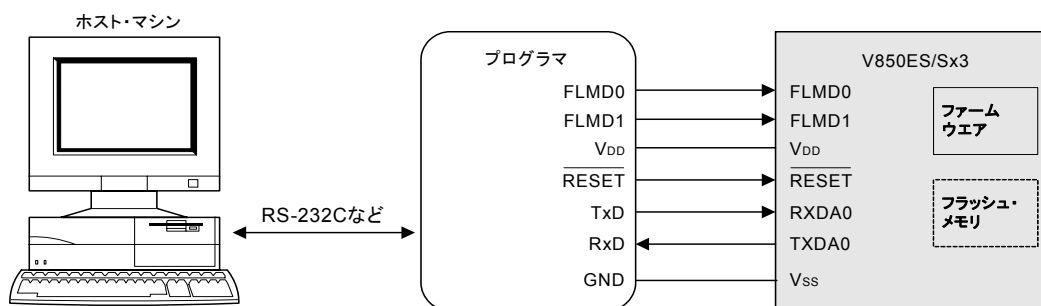 ホスト・マシン
RS-232Cなど
プログラマ
FLMD0
FLMD1
VDD
RESET
TxD
RxD
GND
V850ES/Sx3
FLMD0
FLMD1
VDD
RESET
RXDA0
TXDA0
VSS
ファーム
ウエア
フラッシュ・
メモリ